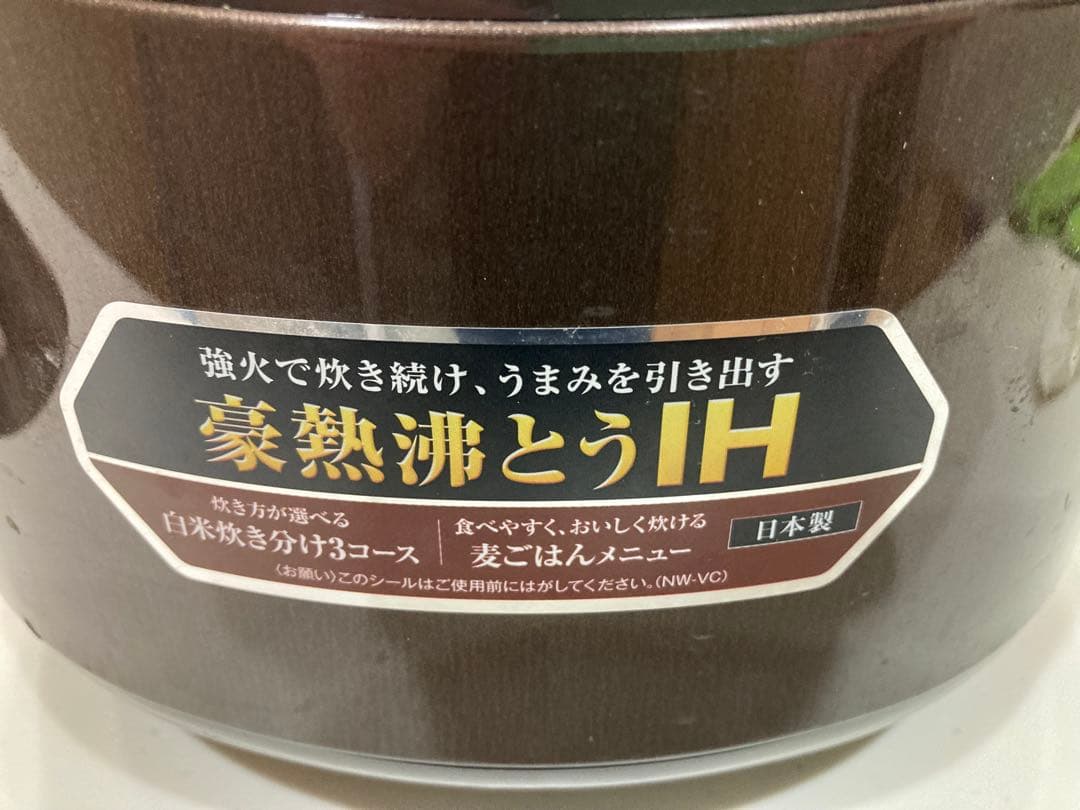 強火で炊き続け、うまみを引き出す
豪熱沸とうIH
炊き方が選べる
白米炊き分け3コース
食べやすく、おいしく炊ける
麦ごはんメニュー
日本製
〈お願い〉このシールはご使用前にはがしてください。(NW-VC)